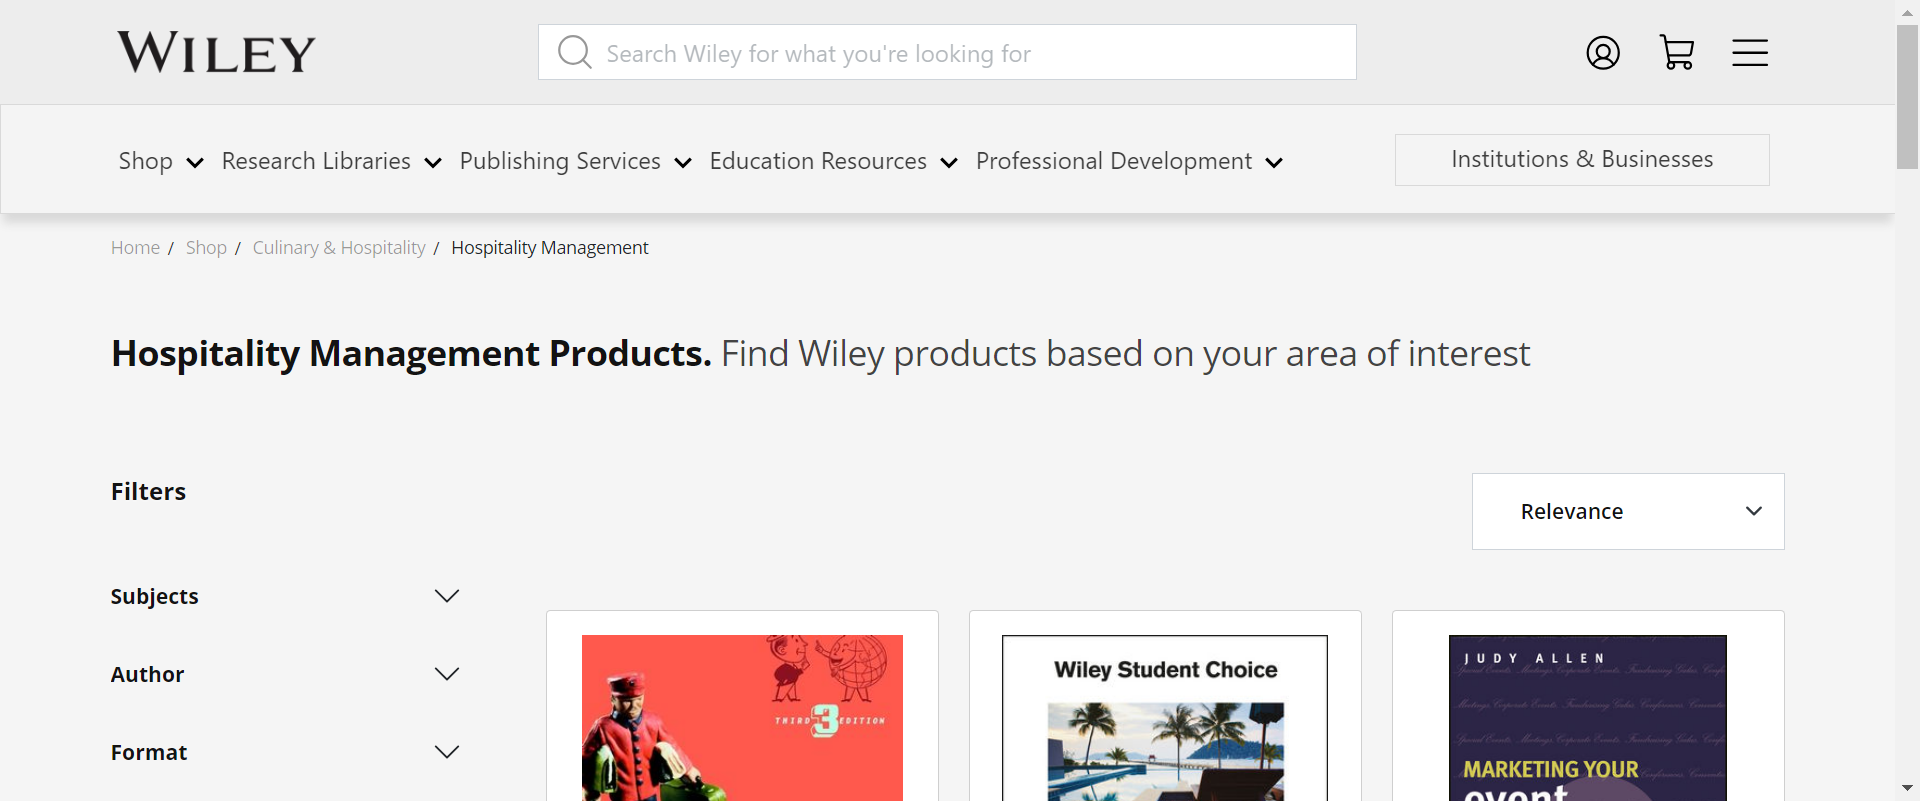 WILEY
Search Wiley for what you're looking for
Shop Research Libraries Publishing Services Education Resources Professional Development Institutions & Businesses
Home / Shop / Culinary & Hospitality / Hospitality Management
Hospitality Management Products. Find Wiley products based on your area of interest
Filters
Relevance
Subjects
Author
Format
THIRD 3 EDITION
Wiley Student Choice
JUDY ALLEN
MARKETING YOUR
event